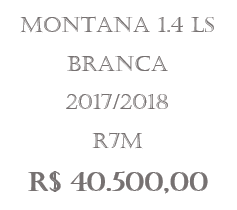 MONTANA 1.4 LS
BRANCA
2017/2018
R7M
R$ 40.500,00